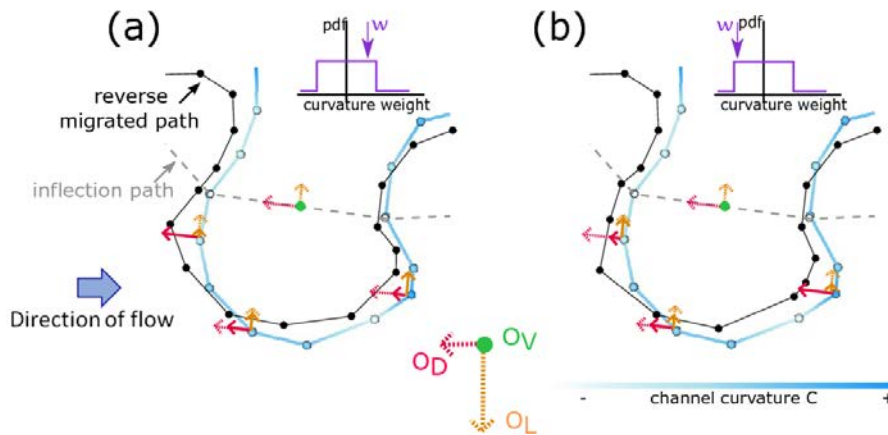 (a)
pdf
w
curvature weight
reverse
migrated path
inflection path
Direction of flow
O_D
O_V
O_L
(b)
w
pdf
curvature weight
- channel curvature C +